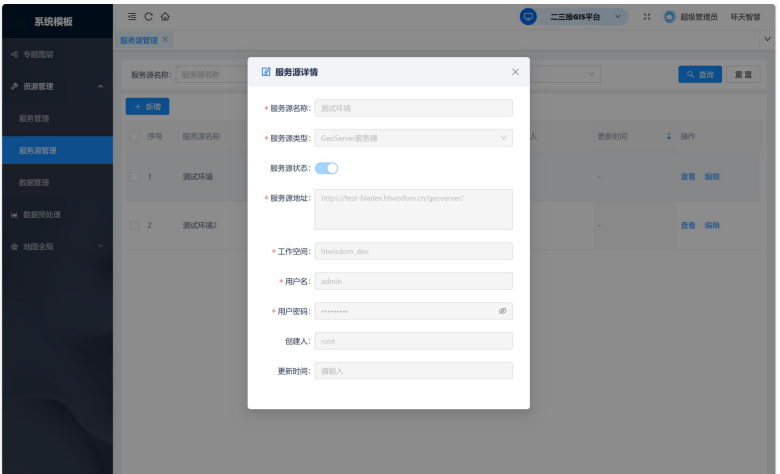 系统模板
二三维GIS平台
超级管理员
环天智慧
专题图层
资源管理
服务管理
服务源管理
数据管理
数据预处理
地图全局
服务源管理 ×
服务源名称: 服务源名称
查询
重置
+ 新增
序号 服务源名称 人 更新时间 操作
1 测试环境 - 查看 编辑
2 测试环境2 - 查看 编辑
服务源详情
* 服务源名称: 测试环境
* 服务源类型: GeoServer服务器
服务源状态:
* 服务源地址: https://test-bladex.htwisdom.cn/geoserver/
* 工作空间: htwisdom_dev
* 用户名: admin
* 用户密码: •••••••••
创建人: root
更新时间: 请输入